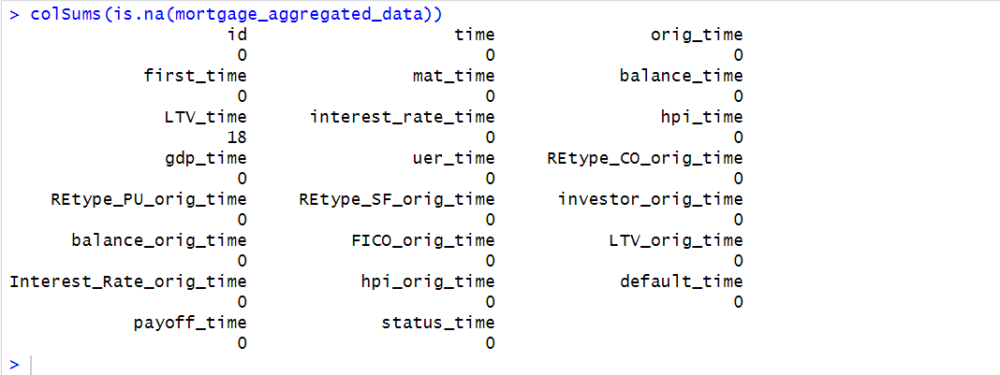 > colSums(is.na(mortgage_aggregated_data))
id time orig_time
0 0 0
first_time mat_time balance_time
0 0 0
LTV_time interest_rate_time hpi_time
18 0 0
gdp_time uer_time REtype_CO_orig_time
0 0 0
REtype_PU_orig_time REtype_SF_orig_time investor_orig_time
0 0 0
balance_orig_time FICO_orig_time LTV_orig_time
0 0 0
Interest_Rate_orig_time hpi_orig_time default_time
0 0 0
payoff_time status_time
0 0
>